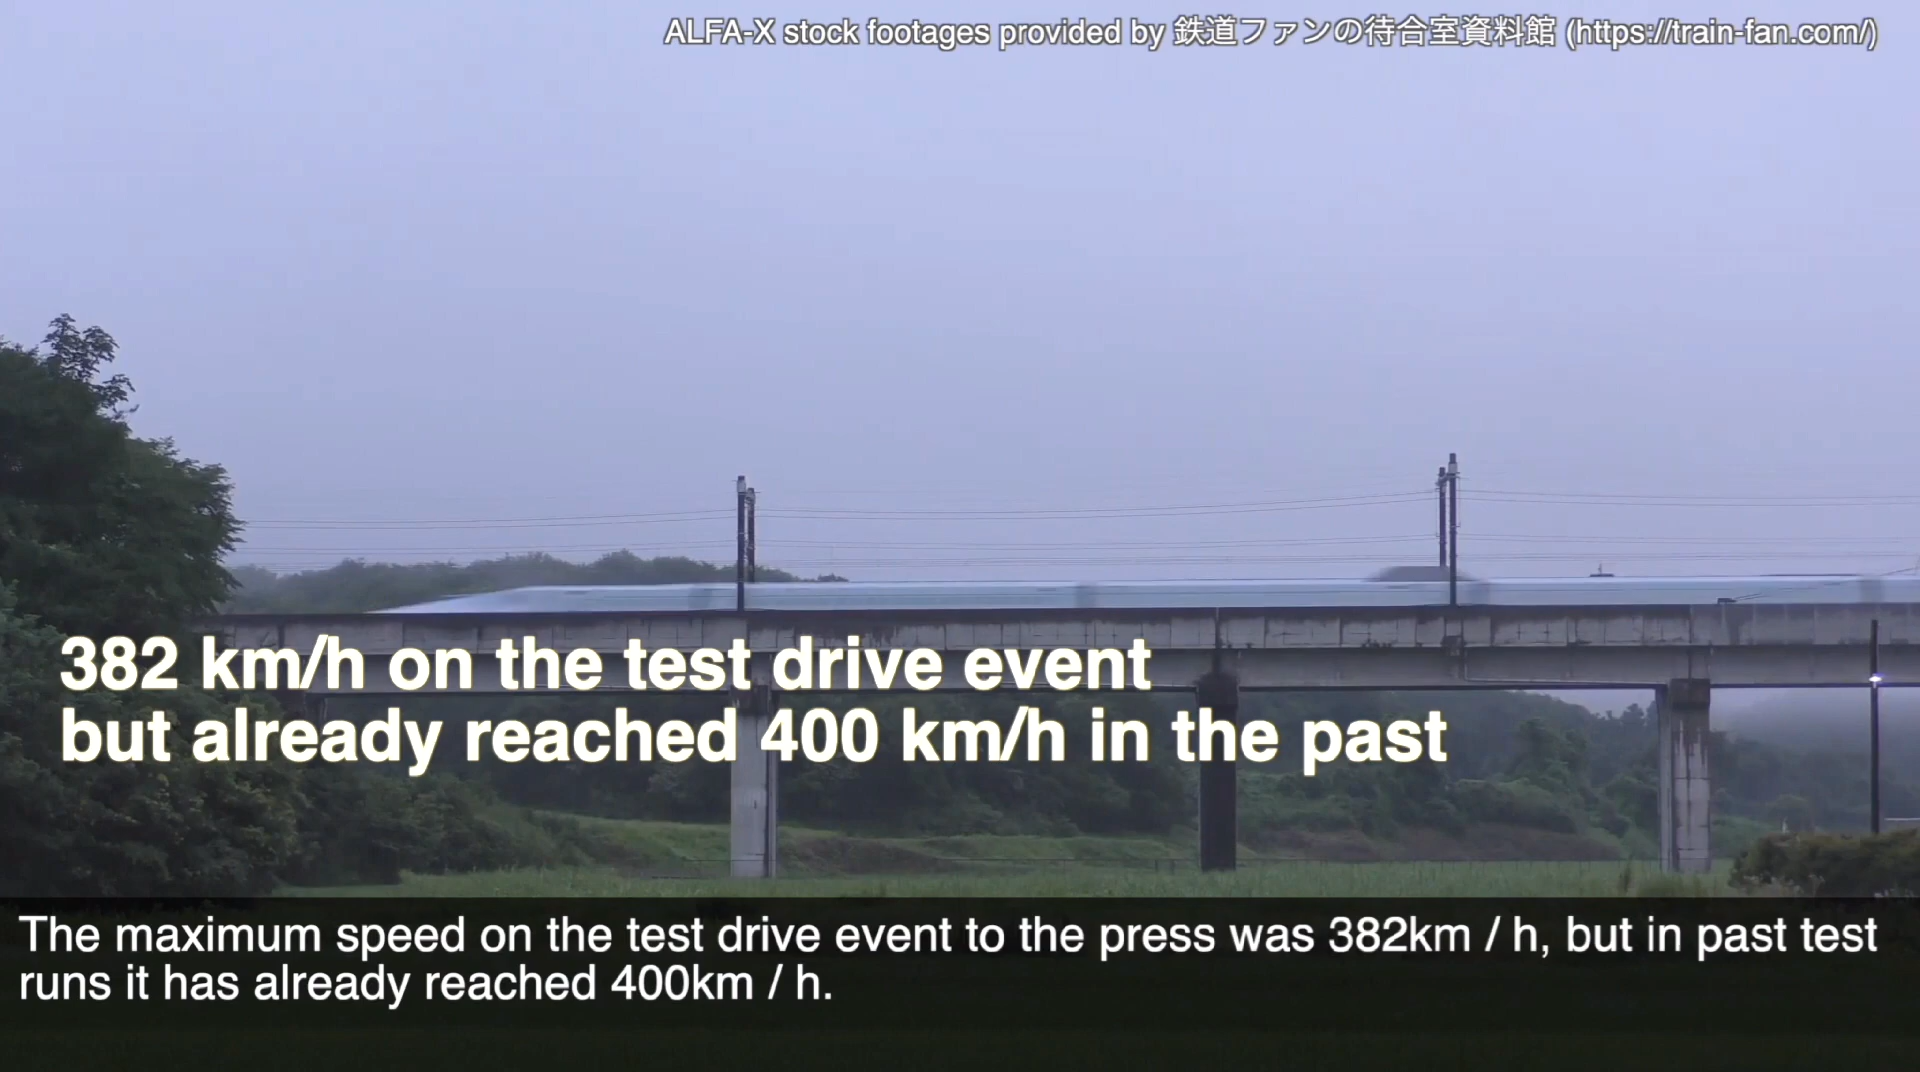 ALFA-X stock footages provided by 鉄道ファンの待合室資料館 (https://train-fan.com/)
382 km/h on the test drive event
but already reached 400 km/h in the past
The maximum speed on the test drive event to the press was 382km / h, but in past test
runs it has already reached 400km / h.